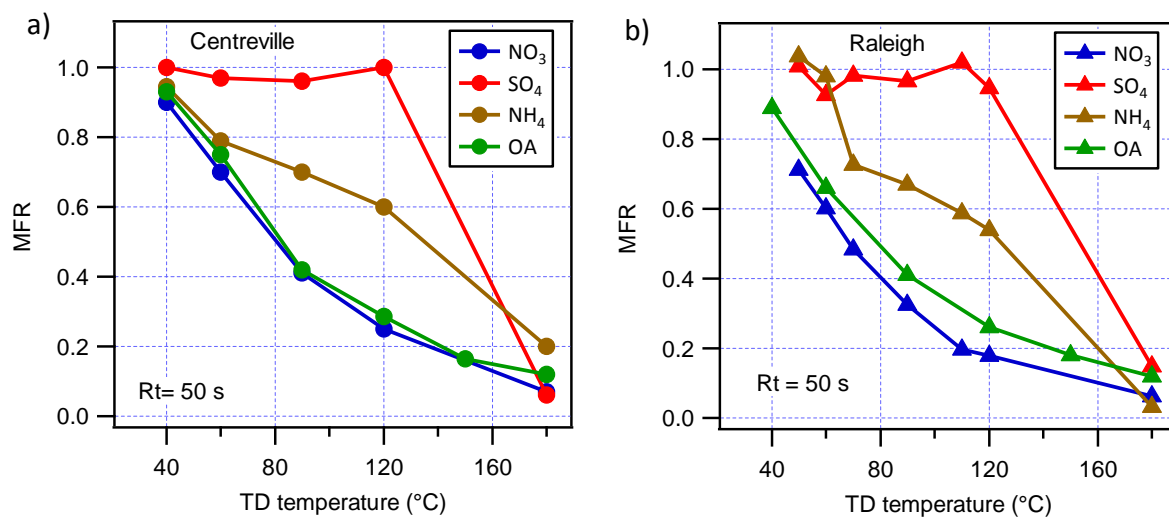 a)
Centreville
NO₃
SO₄
NH₄
OA
1.0
0.8
0.6
0.4
0.2
0.0
MFR
Rt= 50 s
40
80
120
160
TD temperature (°C)
b)
Raleigh
NO₃
SO₄
NH₄
OA
1.0
0.8
0.6
0.4
0.2
0.0
MFR
Rt = 50 s
40
80
120
160
TD temperature (°C)